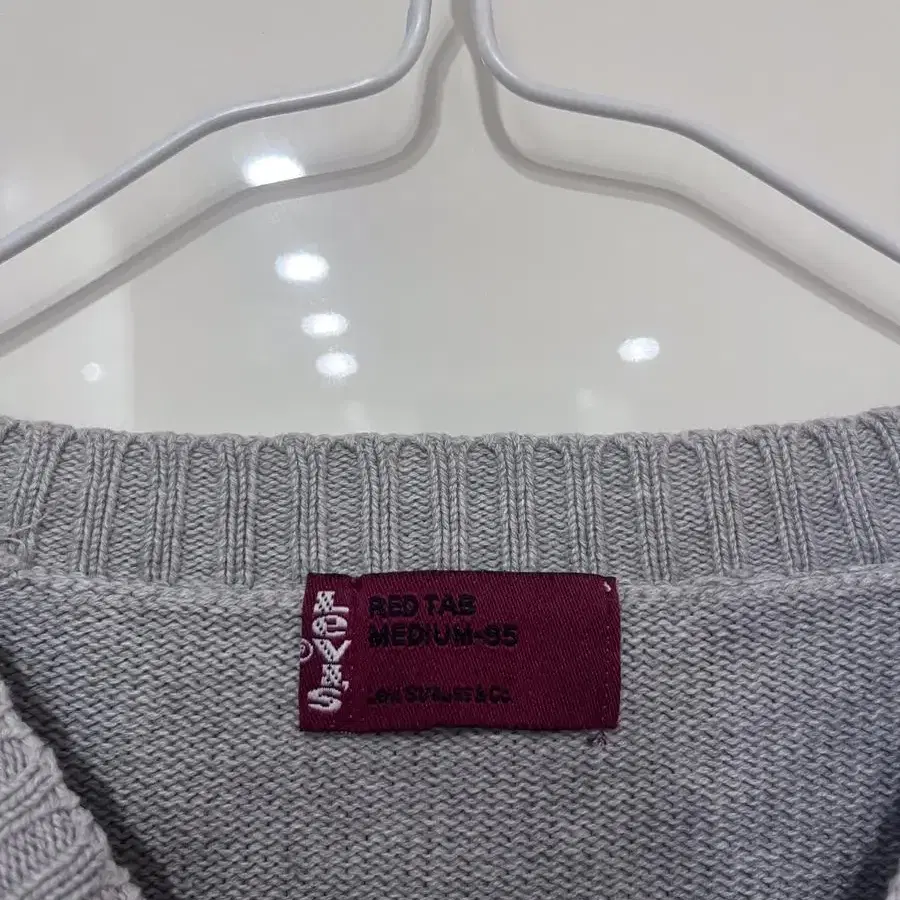 LEVI'S
®
RED TAB
MEDIUM-95
Levi Strauss & Co.